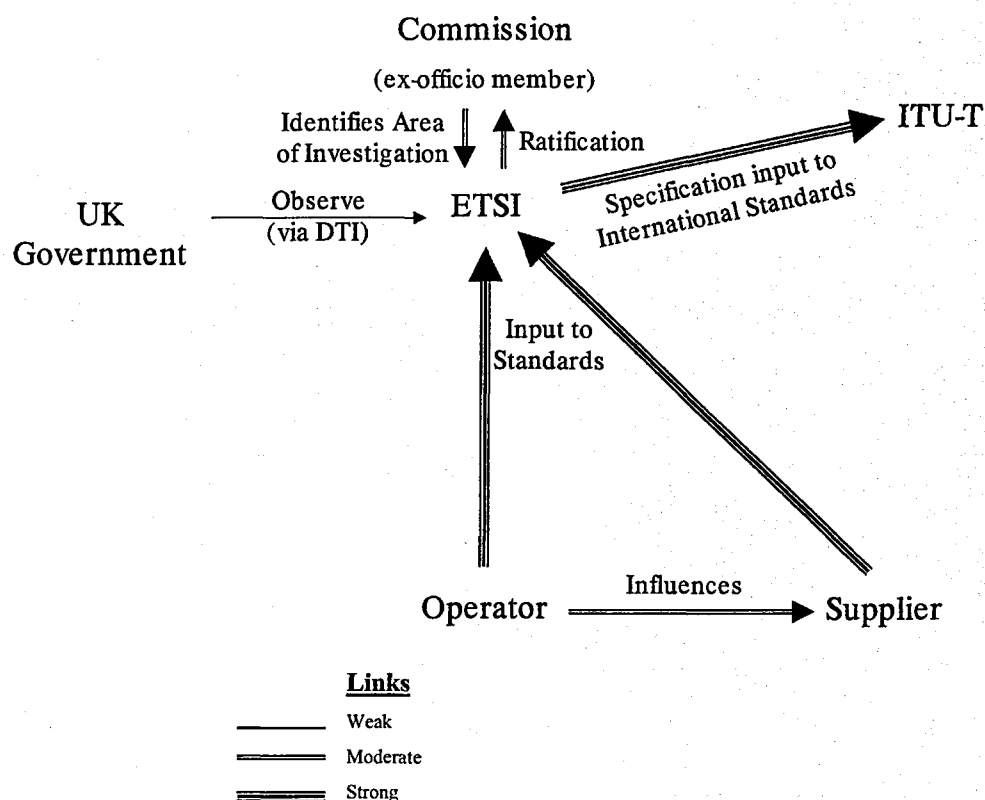 Commission
(ex-officio member)
Identifies Area
of Investigation
Ratification
ITU-T
Specification input to
International Standards
UK
Government
Observe
(via DTI)
ETSI
Input to
Standards
Operator
Influences
Supplier
Links
Weak
Moderate
Strong